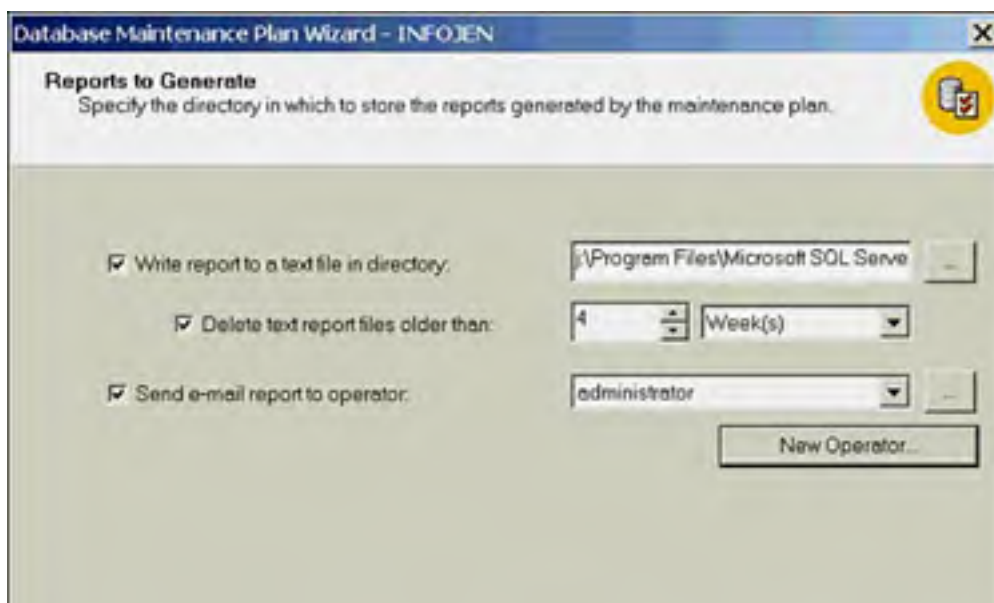 Database Maintenance Plan Wizard - INFOJEN
Reports to Generate
Specify the directory in which to store the reports generated by the maintenance plan.
Write report to a text file in directory:
:\Program Files\Microsoft SQL Serve
...
Delete text report files older than:
4
Week(s)
Send e-mail report to operator:
administrator
...
New Operator...